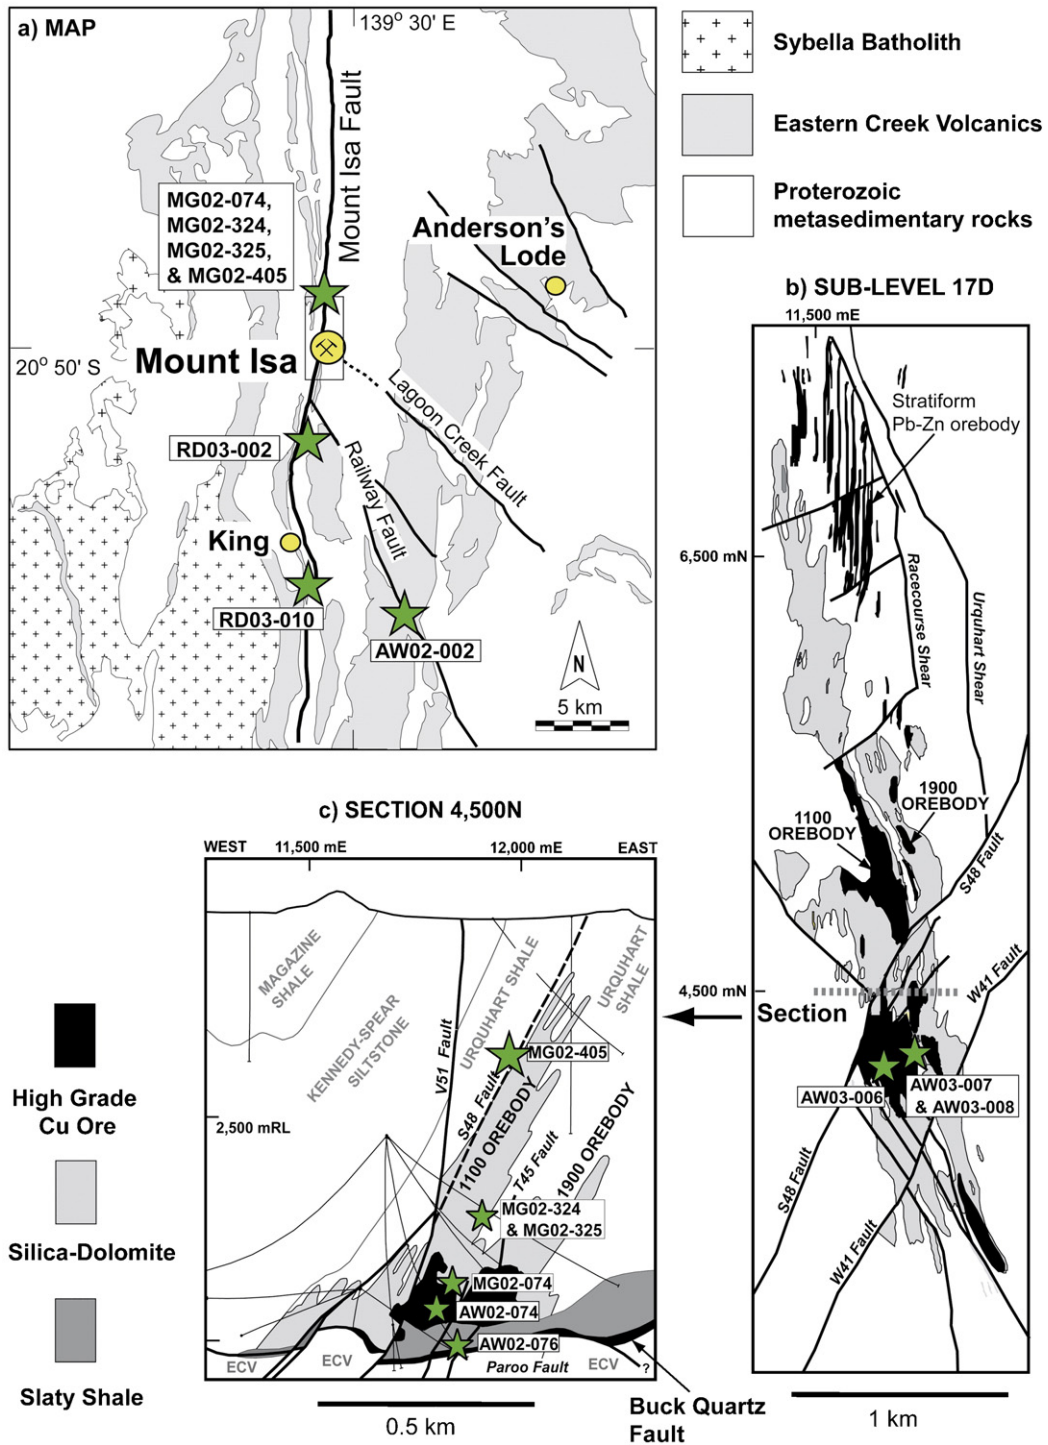 a) MAP
139° 30' E
Mount Isa Fault
MG02-074,
MG02-324,
MG02-325,
& MG02-405
Anderson's
Lode
Mount Isa
20° 50' S
Lagoon Creek Fault
RD03-002
Railway Fault
King
RD03-010
AW02-002
N
5 km
Sybella Batholith
Eastern Creek Volcanics
Proterozoic
metasedimentary rocks
b) SUB-LEVEL 17D
11,500 mE
Stratiform
Pb-Zn orebody
6,500 mN
Racecourse Shear
Urquhart Shear
1900
OREBODY
1100
OREBODY
S48 Fault
4,500 mN
W41 Fault
Section
AW03-006
AW03-007
& AW03-008
S48 Fault
W41 Fault
1 km
c) SECTION 4,500N
WEST
11,500 mE
12,000 mE
EAST
MAGAZINE
SHALE
KENNEDY-SPEAR
SILTSTONE
V51 Fault
URQUHART SHALE
URQUHART
SHALE
MG02-405
S48 Fault
1100 OREBODY
1900 OREBODY
T45 Fault
2,500 mRL
MG02-324
& MG02-325
MG02-074
AW02-074
AW02-076
ECV
ECV
Paroo Fault
ECV
?
Buck Quartz
Fault
0.5 km
High Grade
Cu Ore
Silica-Dolomite
Slaty Shale